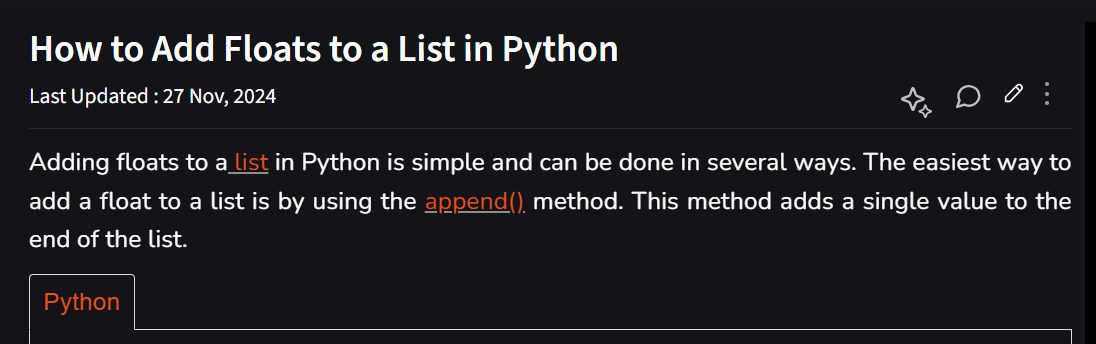 How to Add Floats to a List in Python
Last Updated : 27 Nov, 2024
Adding floats to a list in Python is simple and can be done in several ways. The easiest way to
add a float to a list is by using the append() method. This method adds a single value to the
end of the list.
Python